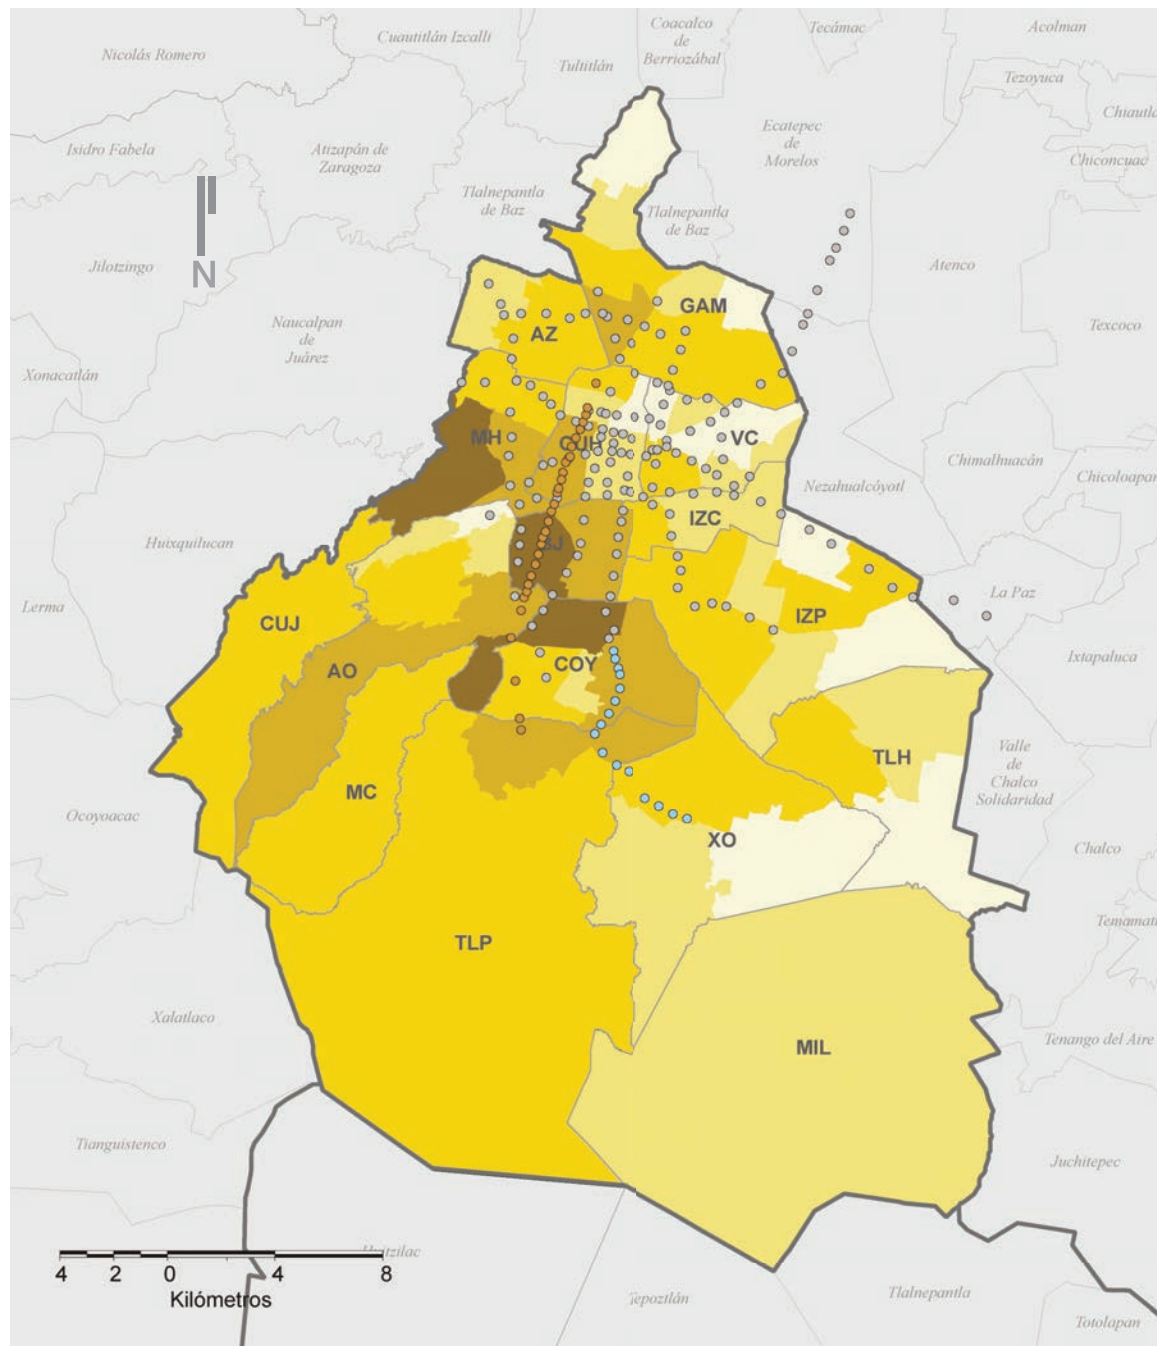 Coacalco
de
Berriozábal
Tecámac
Acolman
Cuautitlán Izcalli
Nicolás Romero
Tultitlán
Tezoyuca
Chiautla
Ecatepec
de
Morelos
Isidro Fabela
Atizapán de
Zaragoza
Chiconcuac
Tlalnepantla
de Baz
Tlalnepantla
de Baz
N
Jilotzingo
Atenco
GAM
Naucalpan
de
Juárez
AZ
Texcoco
Xonacatlán
MH
CUH
VC
Chimalhuacán
Chicoloapan
Nezahualcóyotl
IZC
Huixquilucan
BJ
La Paz
Lerma
CUJ
IZP
Ixtapaluca
AO
COY
Valle
de
Chalco
Solidaridad
TLH
MC
Ocoyoacac
XO
Chalco
Temamatla
TLP
Xalatlaco
MIL
Tenango del Aire
Tianguistenco
Juchitepec
Huitzilac
4 2 0 4 8
Kilómetros
Tepoztlán
Tlalnepantla
Totolapan